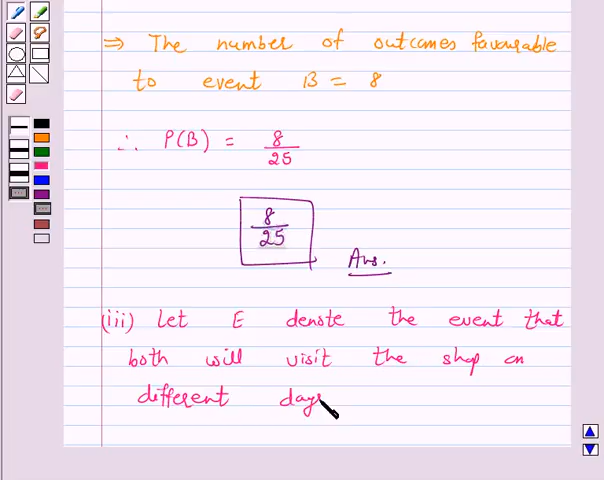 ⇒ The number of outcomes favourable
to event B = 8
∴ P(B) = 8/25
8/25
Ans.
(iii) Let E denote the event that
both will visit the shop on
different days